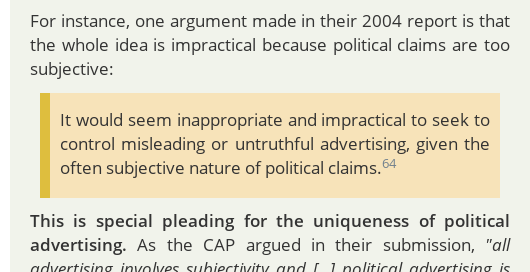 For instance, one argument made in their 2004 report is that
the whole idea is impractical because political claims are too
subjective:
It would seem inappropriate and impractical to seek to
control misleading or untruthful advertising, given the
often subjective nature of political claims.64
This is special pleading for the uniqueness of political
advertising. As the CAP argued in their submission, "all
advertising involves subjectivity and [...] political advertising is